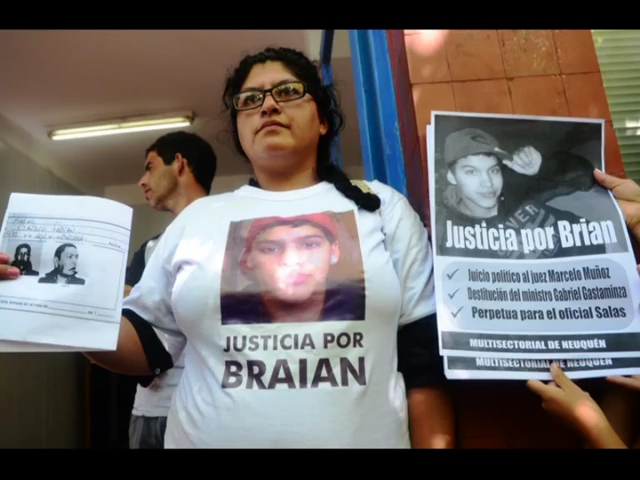 JUSTICIA POR
BRAIAN
Justicia por Brian
✓ Juicio político al juez Marcelo Muñoz
✓ Destitución del ministro Gabriel Gastaminza
✓ Perpetua para el oficial Salas
MULTISECTORIAL DE NEUQUÉN
MULTISECTORIAL DE NEUQUÉN